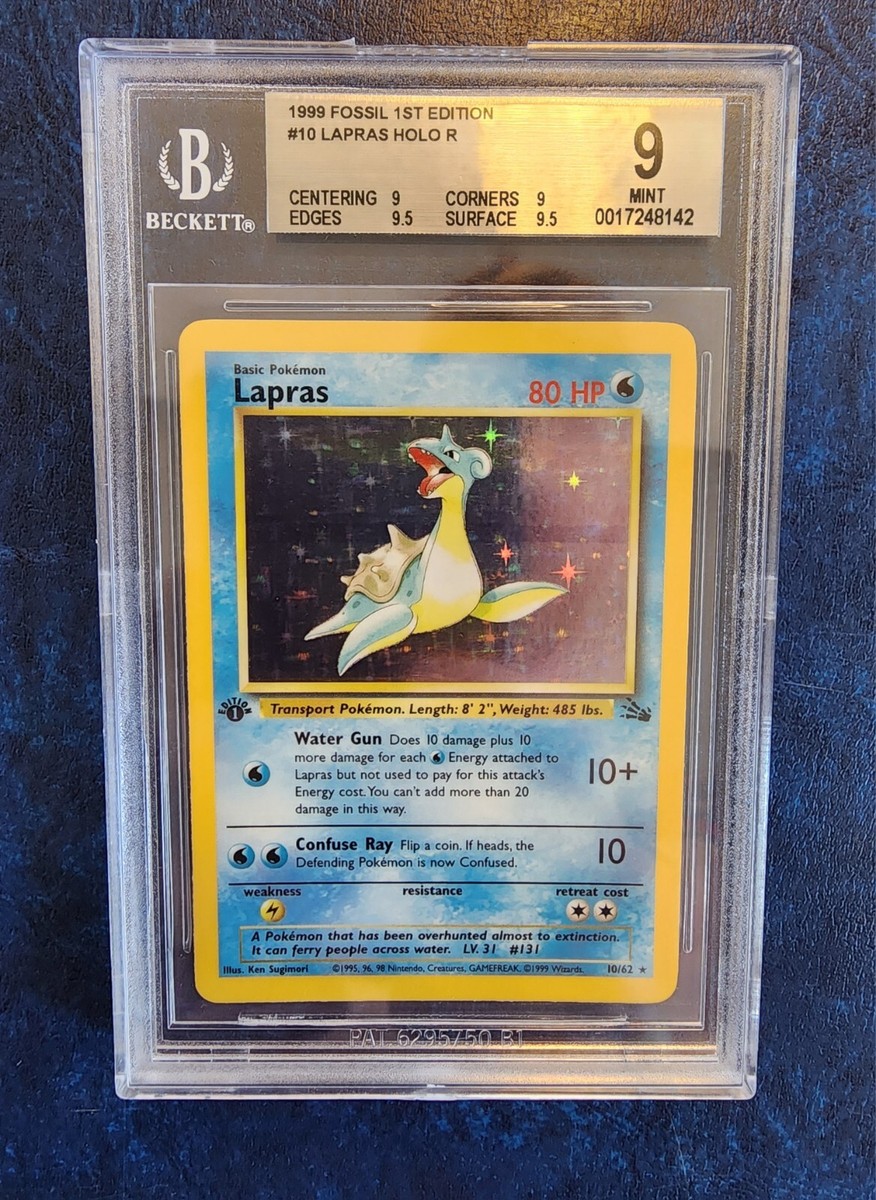 1999 FOSSIL 1ST EDITION
#10 LAPRAS HOLO R
9
MINT
CENTERING 9 CORNERS 9
EDGES 9.5 SURFACE 9.5
0017248142
B
BECKETT®
Basic Pokémon
Lapras
80 HP
EDITION
1
Transport Pokémon. Length: 8' 2", Weight: 485 lbs.
Water Gun Does 10 damage plus 10
more damage for each Energy attached to
Lapras but not used to pay for this attack's
Energy cost. You can't add more than 20
damage in this way.
10+
Confuse Ray Flip a coin. If heads, the
Defending Pokémon is now Confused.
10
weakness resistance retreat cost
A Pokémon that has been overhunted almost to extinction.
It can ferry people across water. LV. 31 #131
Illus. Ken Sugimori ©1995, 96, 98 Nintendo, Creatures, GAMEFREAK. ©1999 Wizards. 10/62 ★
PAT 6295750 B1